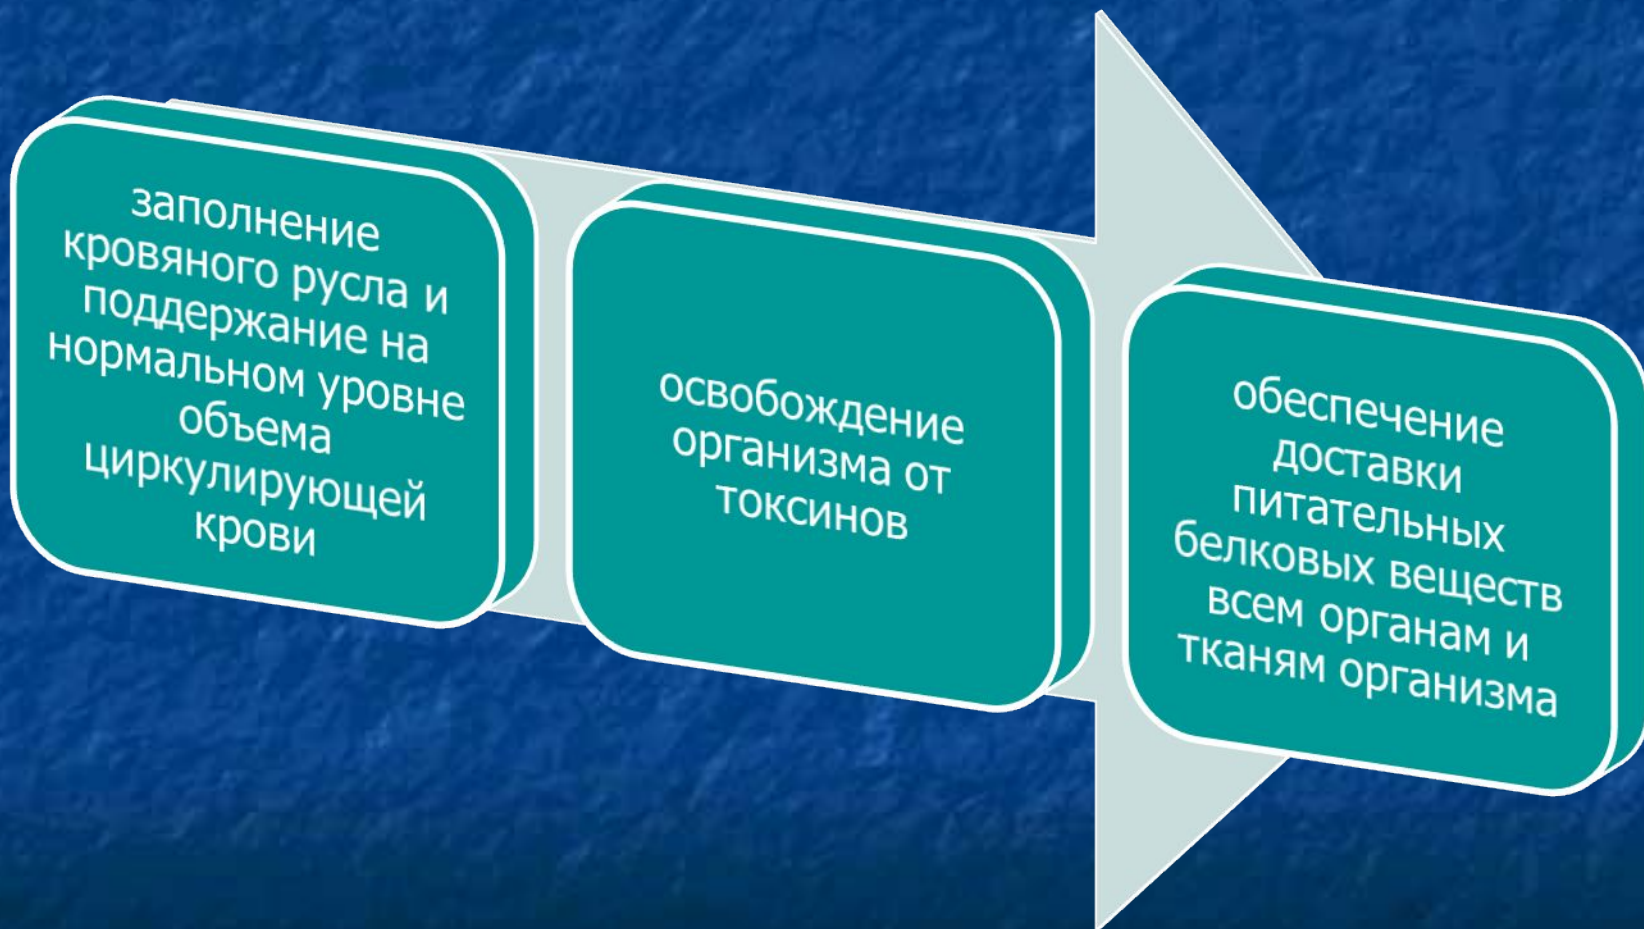 заполнение
кровяного русла и
поддержание на
нормальном уровне
объема
циркулирующей
крови
освобождение
организма от
токсинов
обеспечение
доставки
питательных
белковых веществ
всем органам и
тканям организма